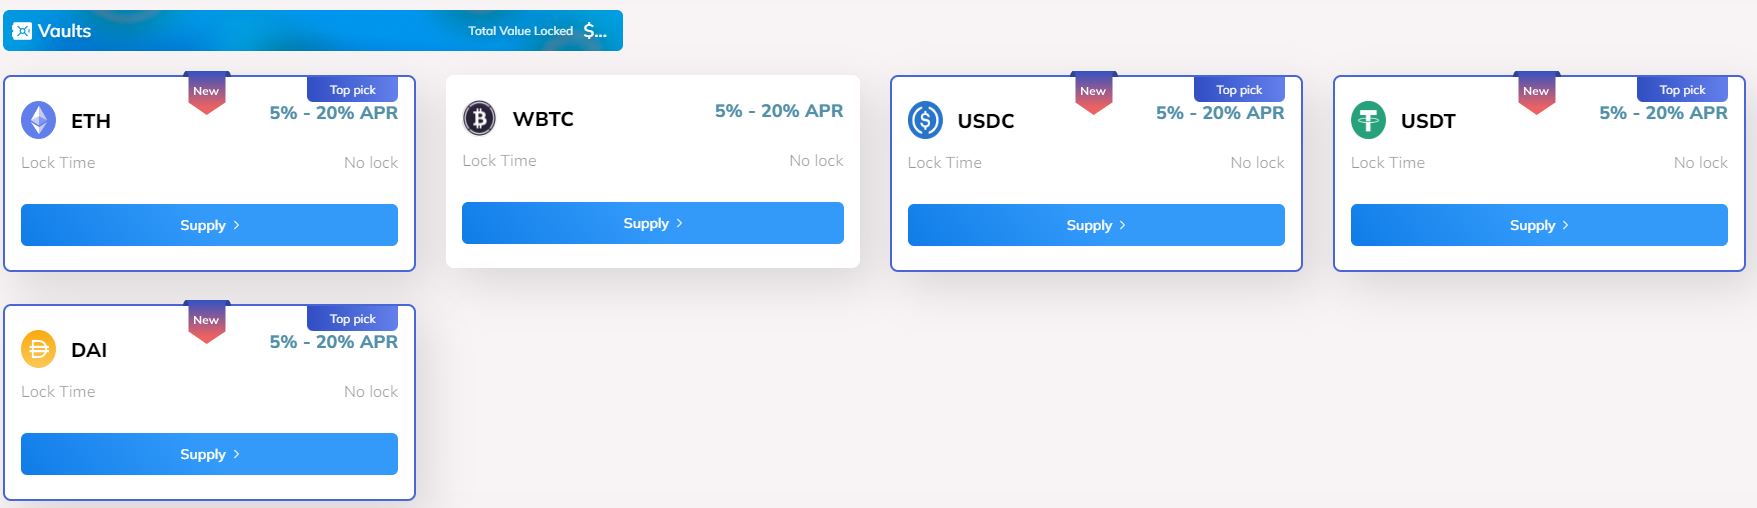 Vaults
Total Value Locked $...
New
Top pick
ETH
5% - 20% APR
Lock Time
No lock
Supply >
WBTC
5% - 20% APR
Lock Time
No lock
Supply >
New
Top pick
USDC
5% - 20% APR
Lock Time
No lock
Supply >
New
Top pick
USDT
5% - 20% APR
Lock Time
No lock
Supply >
New
Top pick
DAI
5% - 20% APR
Lock Time
No lock
Supply >